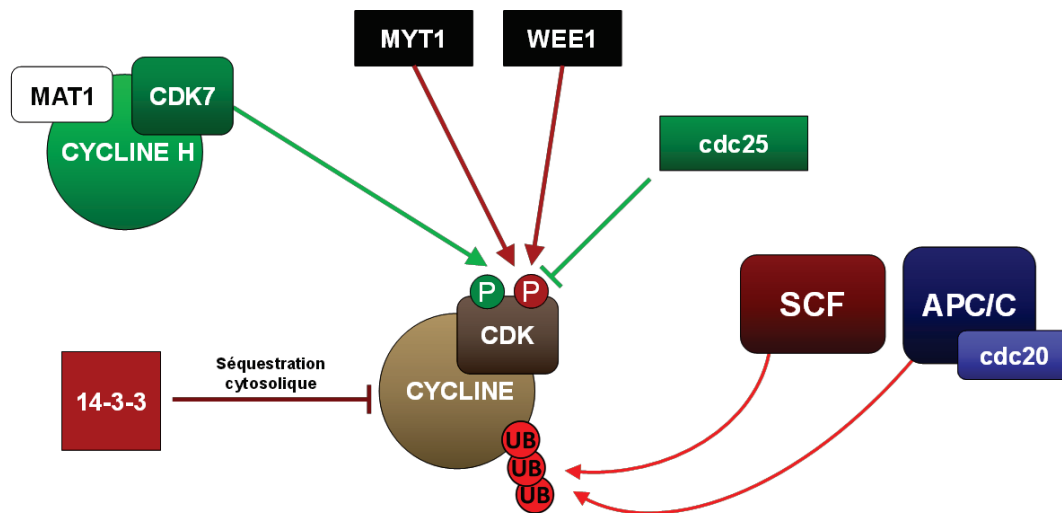 MYT1
WEE1
MAT1
CDK7
CYCLINE H
cdc25
P
P
CDK
SCF
APC/C
cdc20
Séquestration
cytosolique
14-3-3
CYCLINE
UB
UB
UB